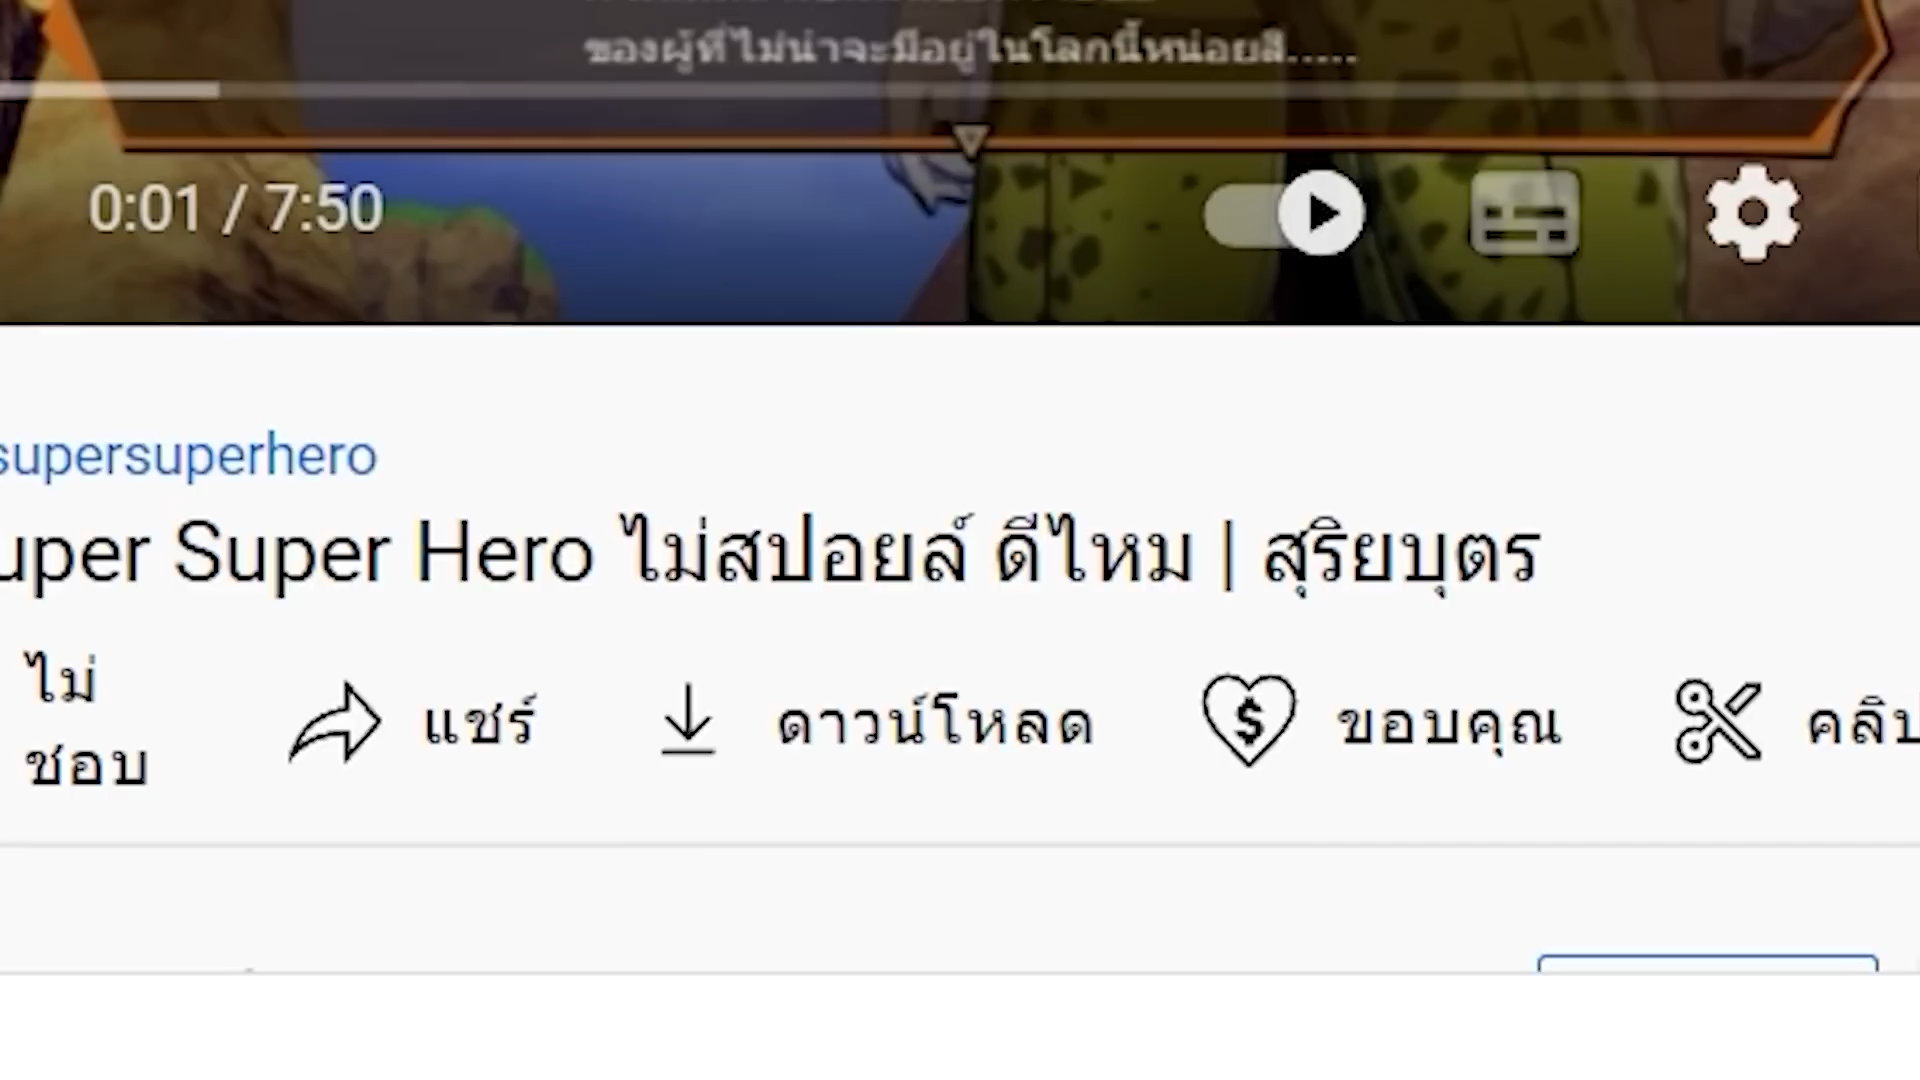 ของผู้ที่ไม่น่าจะมีอยู่ในโลกนี้หน่อยสิ.....
0:01 / 7:50
supersuperhero
uper Super Hero ไม่สปอยล์ ดีไหม | สุริยบุตร
ไม่
ชอบ
แชร์
ดาวน์โหลด
ขอบคุณ
คลิป